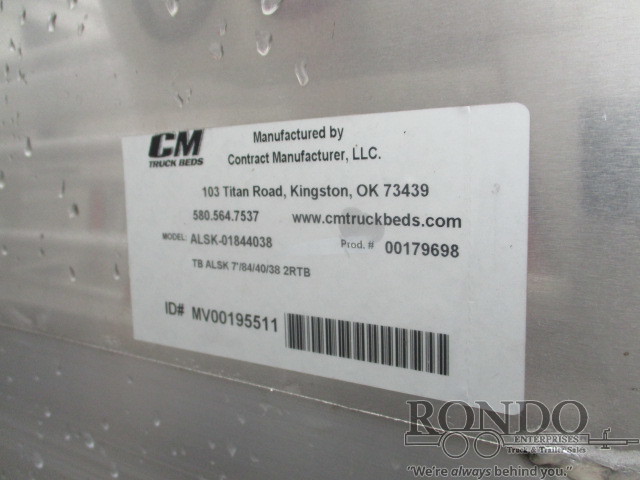 CM
TRUCK BEDS
Manufactured by
Contract Manufacturer, LLC.
103 Titan Road, Kingston, OK 73439
580.564.7537 www.cmtruckbeds.com
MODEL: ALSK-01844038 Prod. # 00179698
TB ALSK 7'/84/40/38 2RTB
ID# MV00195511
RONDO
ENTERPRISES
Truck & Trailer Sales
"We're always behind you."